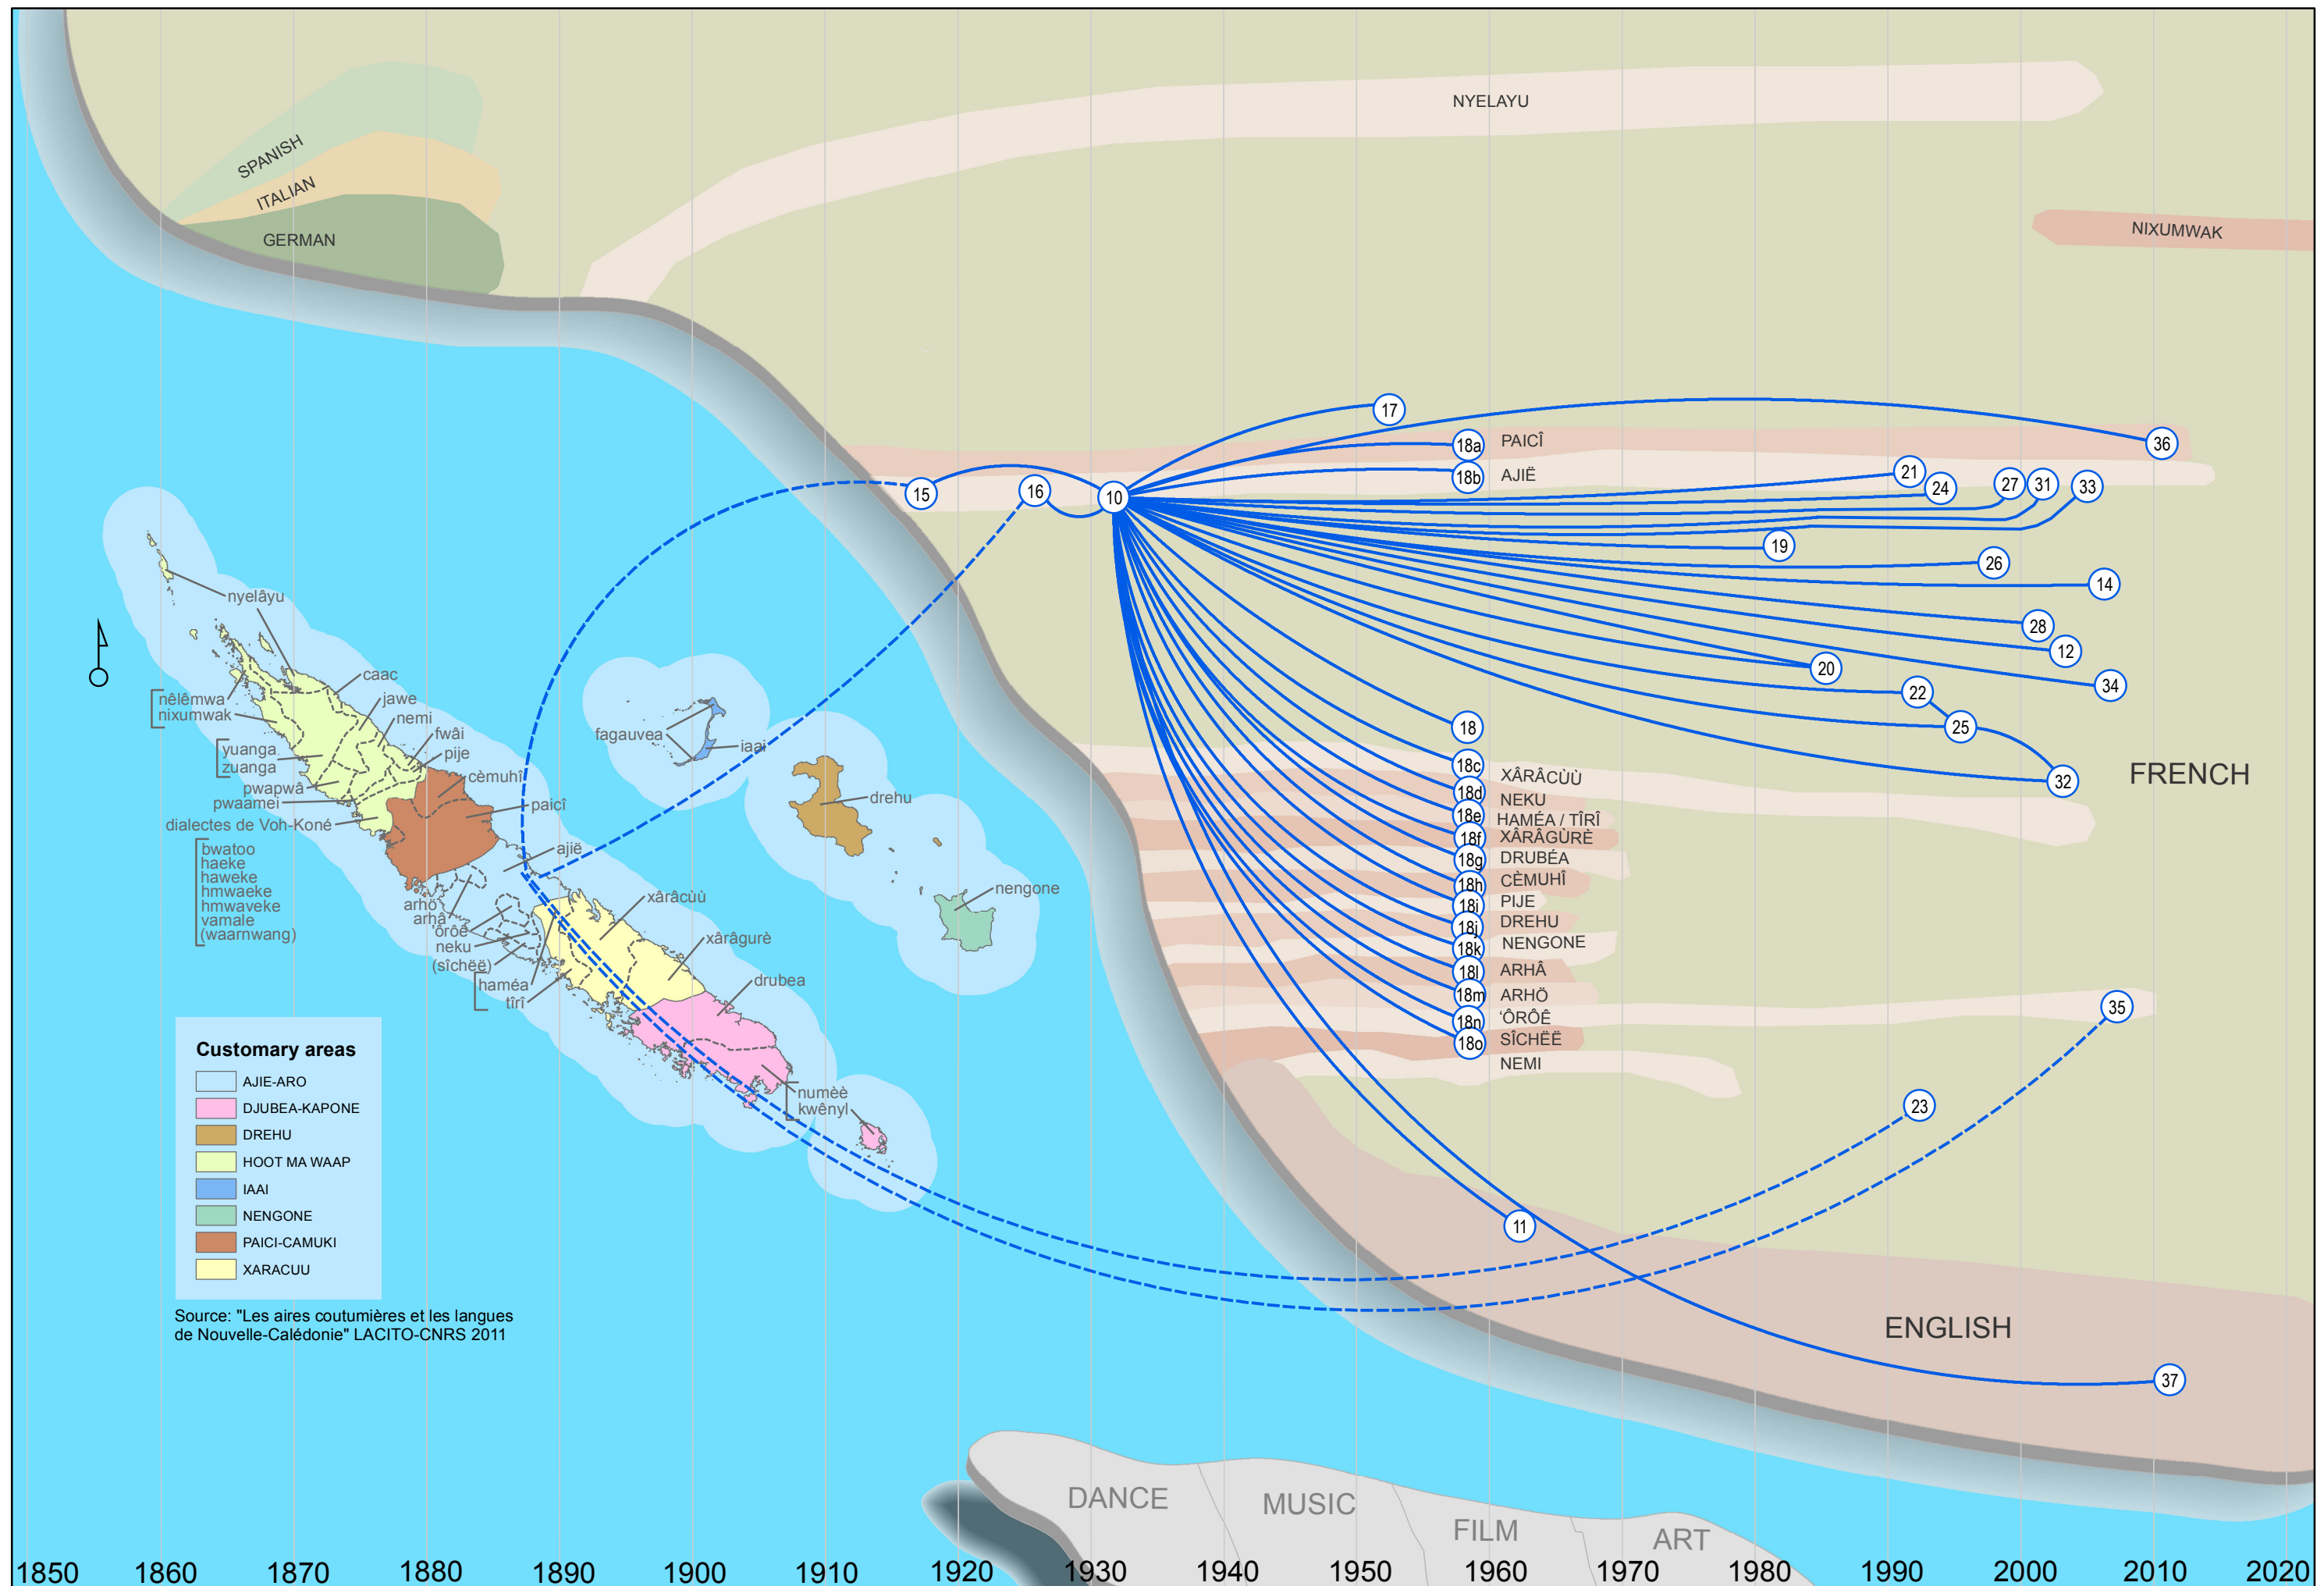 NYELAYU
SPANISH
ITALIAN
GERMAN
NIXUMWAK
17
18a
PAICÎ
36
15
16
10
18b
AJIË
21
24
27
31
33
19
26
14
28
12
20
34
22
25
32
18
FRENCH
18c
XÂRÂCÙÙ
18d
NEKU
18e
HAMÉA / TÎRÎ
18f
XÂRÂGÙRÈ
18g
DRUBÉA
18h
CÈMUHÎ
18i
PIJE
18j
DREHU
18k
NENGONE
18l
ARHÂ
18m
ARHÖ
18n
'ÔRÔÊ
18o
SÎCHËË
NEMI
35
23
11
37
ENGLISH
nyelâyu
caac
nêlêmwa
nixumwak
jawe
nemi
fwâi
pije
yuanga
zuanga
cèmuhî
pwapwâ
pwaamei
paicî
dialectes de Voh-Koné
bwatoo
haeke
haweke
hmwaeke
hmwaveke
vamale
(waarnwang)
ajië
arhö
arhâ
'ôrôê
neku
(sîchëë)
haméa
tîrî
xârâcùù
xârâgurè
drubea
numèè
kwênyl
fagauvea
iaai
drehu
nengone
Customary areas
AJIE-ARO
DJUBEA-KAPONE
DREHU
HOOT MA WAAP
IAAI
NENGONE
PAICI-CAMUKI
XARACUU
Source: "Les aires coutumières et les langues
de Nouvelle-Calédonie" LACITO-CNRS 2011
DANCE
MUSIC
FILM
ART
1850 1860 1870 1880 1890 1900 1910 1920 1930 1940 1950 1960 1970 1980 1990 2000 2010 2020